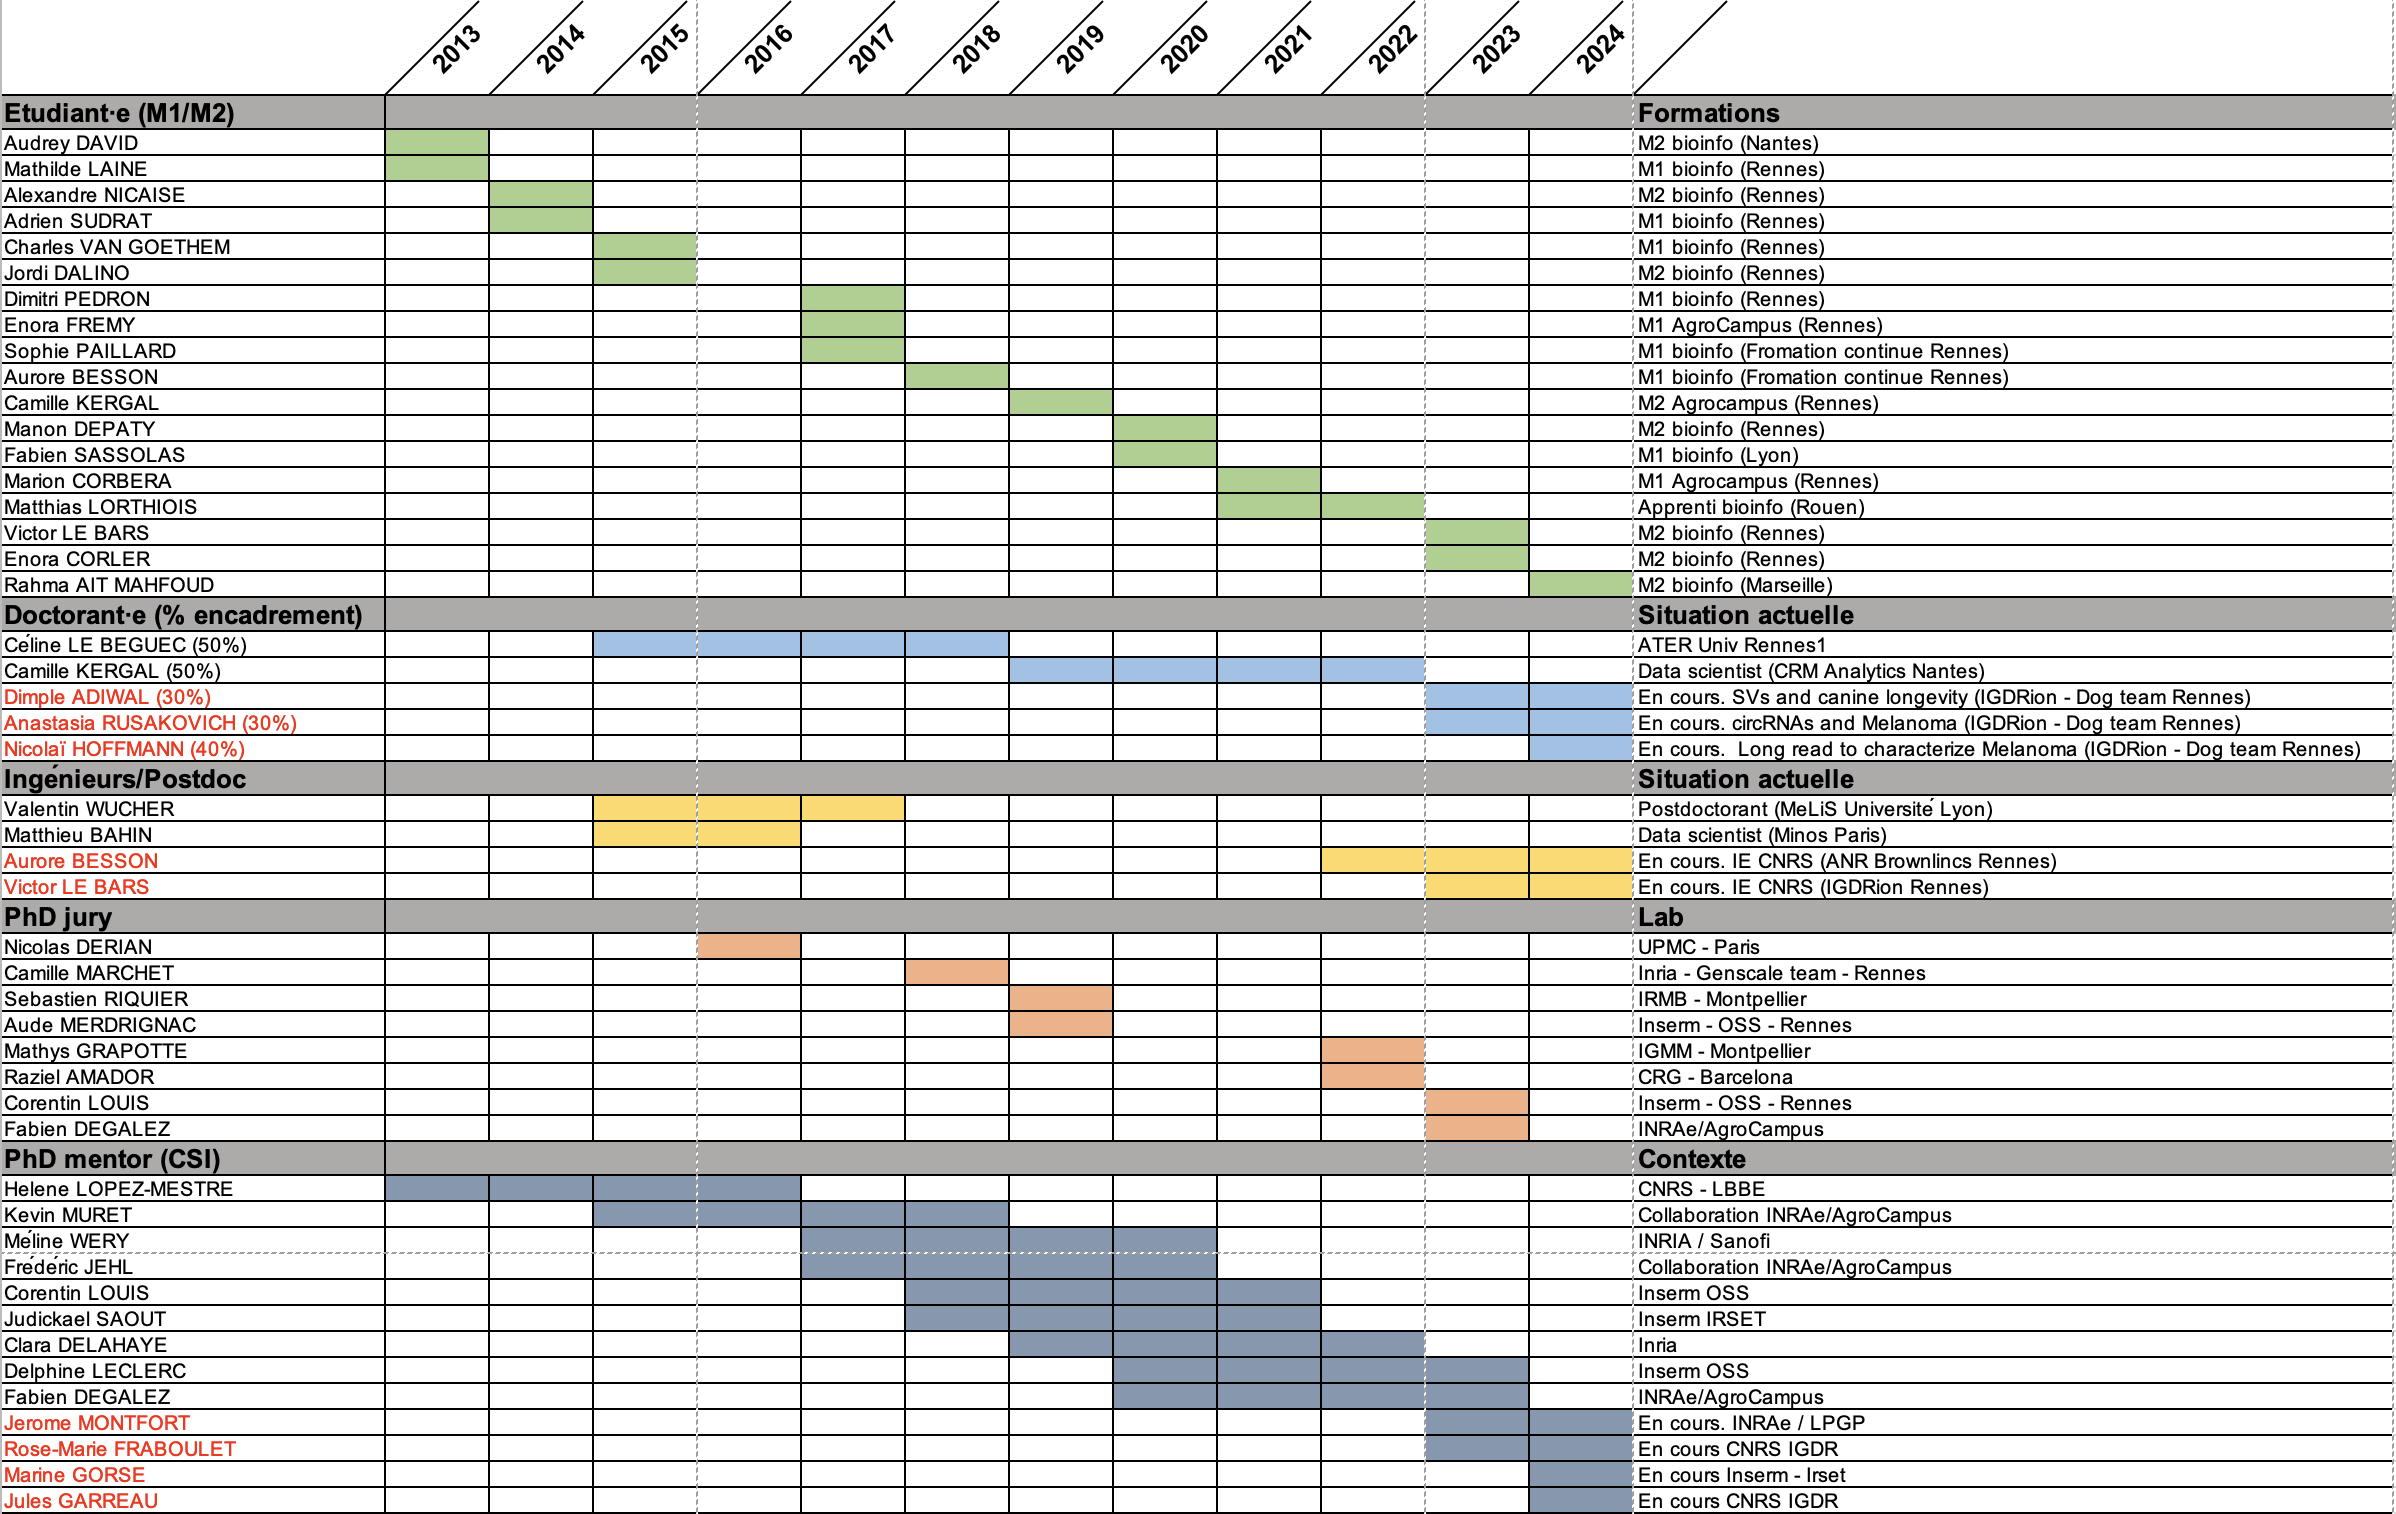 2013 2014 2015 2016 2017 2018 2019 2020 2021 2022 2023 2024
Etudiant·e (M1/M2) Formations
Audrey DAVID M2 bioinfo (Nantes)
Mathilde LAINE M1 bioinfo (Rennes)
Alexandre NICAISE M2 bioinfo (Rennes)
Adrien SUDRAT M1 bioinfo (Rennes)
Charles VAN GOETHEM M1 bioinfo (Rennes)
Jordi DALINO M2 bioinfo (Rennes)
Dimitri PEDRON M1 bioinfo (Rennes)
Enora FREMY M1 AgroCampus (Rennes)
Sophie PAILLARD M1 bioinfo (Fromation continue Rennes)
Aurore BESSON M1 bioinfo (Fromation continue Rennes)
Camille KERGAL M2 Agrocampus (Rennes)
Manon DEPATY M2 bioinfo (Rennes)
Fabien SASSOLAS M1 bioinfo (Lyon)
Marion CORBERA M1 Agrocampus (Rennes)
Matthias LORTHIOIS Apprenti bioinfo (Rouen)
Victor LE BARS M2 bioinfo (Rennes)
Enora CORLER M2 bioinfo (Rennes)
Rahma AIT MAHFOUD M2 bioinfo (Marseille)
Doctorant·e (% encadrement) Situation actuelle
Céline LE BEGUEC (50%) ATER Univ Rennes1
Camille KERGAL (50%) Data scientist (CRM Analytics Nantes)
Dimple ADIWAL (30%) En cours. SVs and canine longevity (IGDRion - Dog team Rennes)
Anastasia RUSAKOVICH (30%) En cours. circRNAs and Melanoma (IGDRion - Dog team Rennes)
Nicolaï HOFFMANN (40%) En cours. Long read to characterize Melanoma (IGDRion - Dog team Rennes)
Ingénieurs/Postdoc Situation actuelle
Valentin WUCHER Postdoctorant (MeLiS Université Lyon)
Matthieu BAHIN Data scientist (Minos Paris)
Aurore BESSON En cours. IE CNRS (ANR Brownlincs Rennes)
Victor LE BARS En cours. IE CNRS (IGDRion Rennes)
PhD jury Lab
Nicolas DERIAN UPMC - Paris
Camille MARCHET Inria - Genscale team - Rennes
Sebastien RIQUIER IRMB - Montpellier
Aude MERDRIGNAC Inserm - OSS - Rennes
Mathys GRAPOTTE IGMM - Montpellier
Raziel AMADOR CRG - Barcelona
Corentin LOUIS Inserm - OSS - Rennes
Fabien DEGALEZ INRAe/AgroCampus
PhD mentor (CSI) Contexte
Helene LOPEZ-MESTRE CNRS - LBBE
Kevin MURET Collaboration INRAe/AgroCampus
Méline WERY INRIA / Sanofi
Frédéric JEHL Collaboration INRAe/AgroCampus
Corentin LOUIS Inserm OSS
Judickael SAOUT Inserm IRSET
Clara DELAHAYE Inria
Delphine LECLERC Inserm OSS
Fabien DEGALEZ INRAe/AgroCampus
Jerome MONTFORT En cours. INRAe / LPGP
Rose-Marie FRABOULET En cours CNRS IGDR
Marine GORSE En cours Inserm - Irset
Jules GARREAU En cours CNRS IGDR